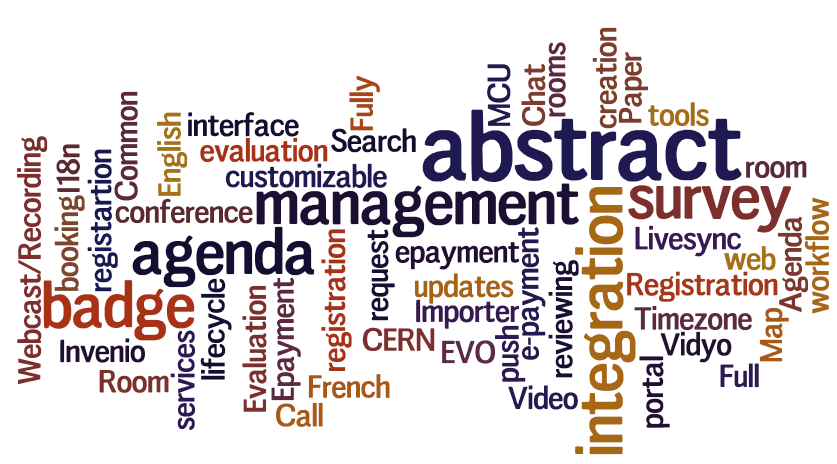 creation
Paper
Chat
rooms
MCU
tools
Fully
Common
English
interface
Search
abstract
evaluation
room
I18n
booking
registartion
customizable
Webcast/Recording
conference
management
survey
integration
workflow
Agenda
Livesync
web
agenda
registration
request
epayment
e-payment
reviewing
Registration
updates
badge
lifecycle
Evaluation
Epayment
Importer
push
Timezone
Map
CERN
EVO
Vidyo
Invenio
services
Room
French
Call
Video
portal
Full